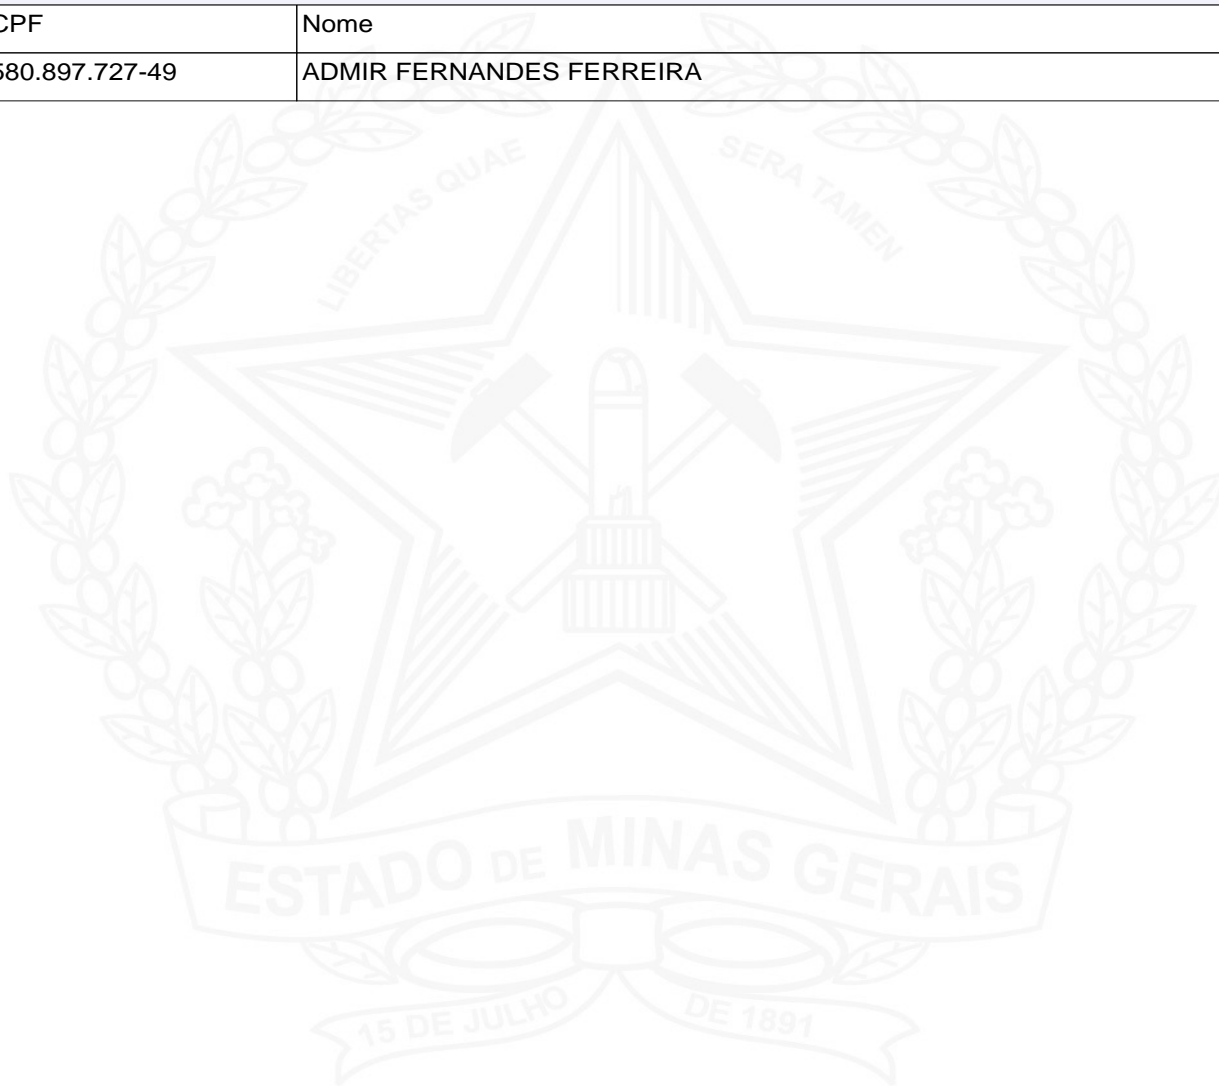 CPF Nome
580.897.727-49 ADMIR FERNANDES FERREIRA
LIBERTAS QUAE SERA TAMEN
ESTADO DE MINAS GERAIS
15 DE JULHO DE 1891